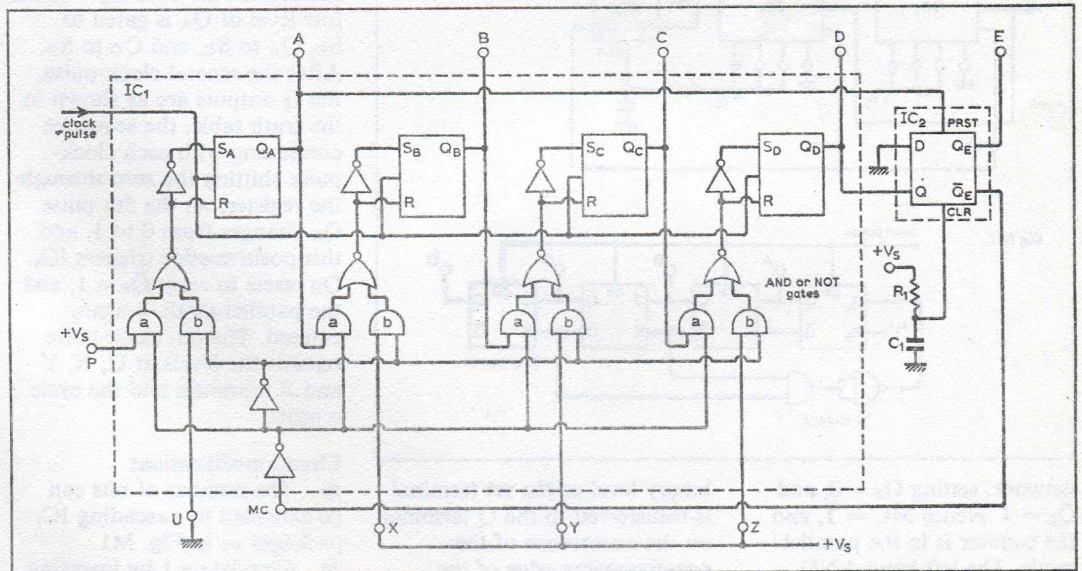 A B C D E
IC1
clock
pulse
IC2 PRST
SA QA
SB QB
SC QC
SD QD
D QE
R
R
R
R
Q Q̅E
CLR
+Vs
R1
C1
AND or NOT
gates
a b
a b
a b
a b
+Vs
P
U
MC
X
Y
Z
+Vs